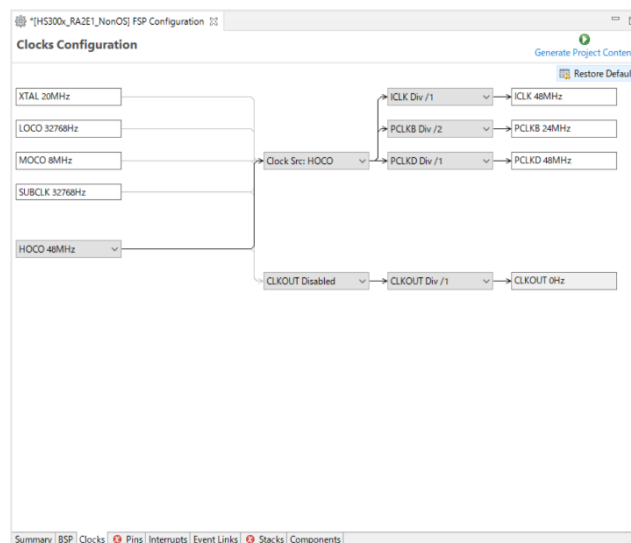 *[HS300x_RA2E1_NonOS] FSP Configuration
Clocks Configuration
Generate Project Content
Restore Default
XTAL 20MHz
ICLK Div /1
ICLK 48MHz
LOCO 32768Hz
PCLKB Div /2
PCLKB 24MHz
MOCO 8MHz
Clock Src: HOCO
PCLKD Div /1
PCLKD 48MHz
SUBCLK 32768Hz
HOCO 48MHz
CLKOUT Disabled
CLKOUT Div /1
CLKOUT 0Hz
Summary BSP Clocks Pins Interrupts Event Links Stacks Components